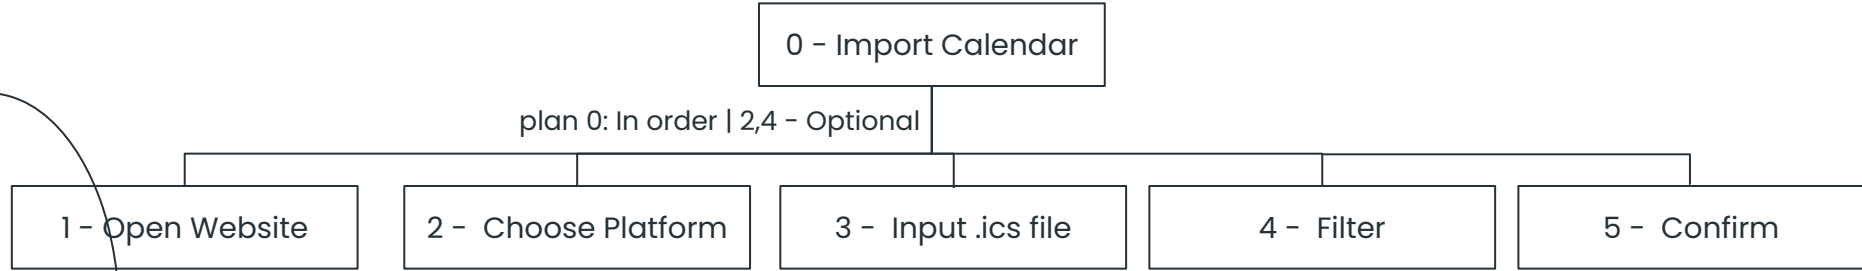 0 - Import Calendar
plan 0: In order | 2,4 - Optional
1 - Open Website
2 - Choose Platform
3 - Input .ics file
4 - Filter
5 - Confirm